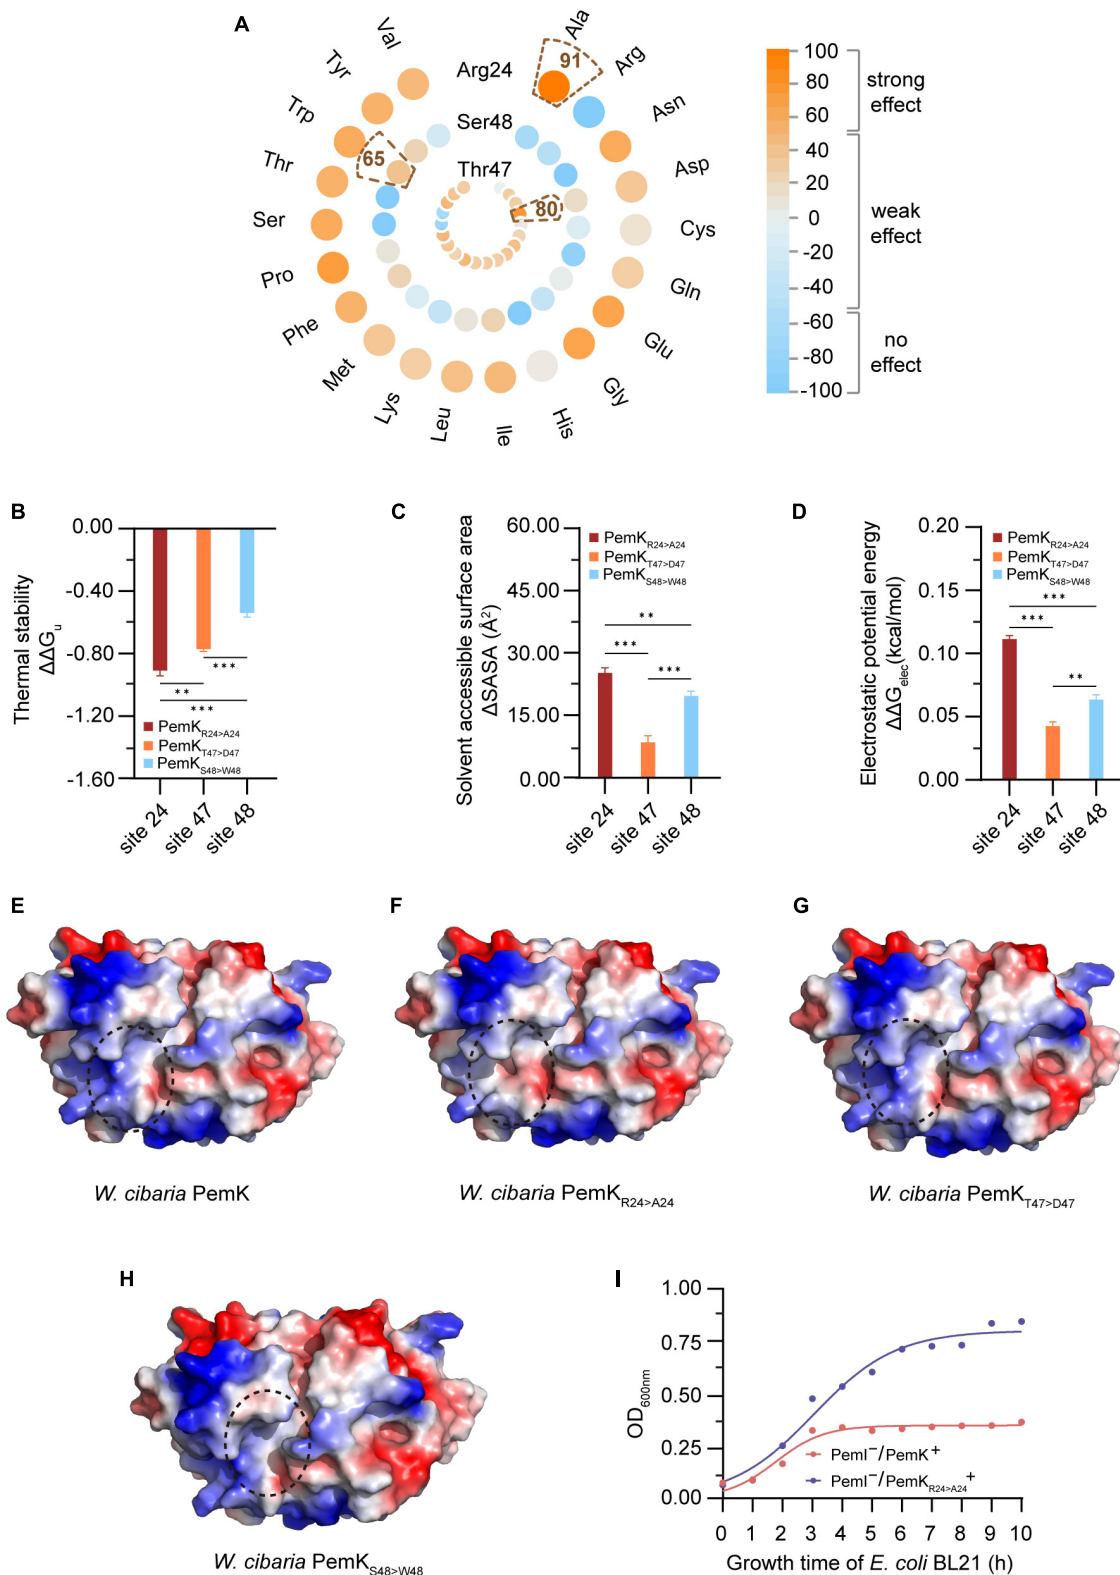 A
Val
Tyr
Trp
Thr
Ser
Pro
Phe
Met
Lys
Leu
Ile
His
Gly
Glu
Gln
Cys
Asp
Asn
Arg
Ala
Arg24
Ser48
Thr47
91
65
80
100
80
60
40
20
0
-20
-40
-60
-80
-100
strong effect
weak effect
no effect
B
Thermal stability
ΔΔGu
0.00
-0.40
-0.80
-1.20
-1.60
***
**
***
PemKR24>A24
PemKT47>D47
PemKS48>W48
site 24
site 47
site 48
C
Solvent accessible surface area
ΔSASA (Å²)
60.00
45.00
30.00
15.00
0.00
PemKR24>A24
PemKT47>D47
PemKS48>W48
**
***
***
site 24
site 47
site 48
D
Electrostatic potential energy
ΔΔGelec(kcal/mol)
0.20
0.15
0.10
0.05
0.00
PemKR24>A24
PemKT47>D47
PemKS48>W48
***
***
**
site 24
site 47
site 48
E
W. cibaria PemK
F
W. cibaria PemKR24>A24
G
W. cibaria PemKT47>D47
H
W. cibaria PemKS48>W48
I
OD600nm
1.00
0.75
0.50
0.25
0.00
PemI⁻/PemK⁺
PemI⁻/PemKR24>A24⁺
0 1 2 3 4 5 6 7 8 9 10
Growth time of E. coli BL21 (h)